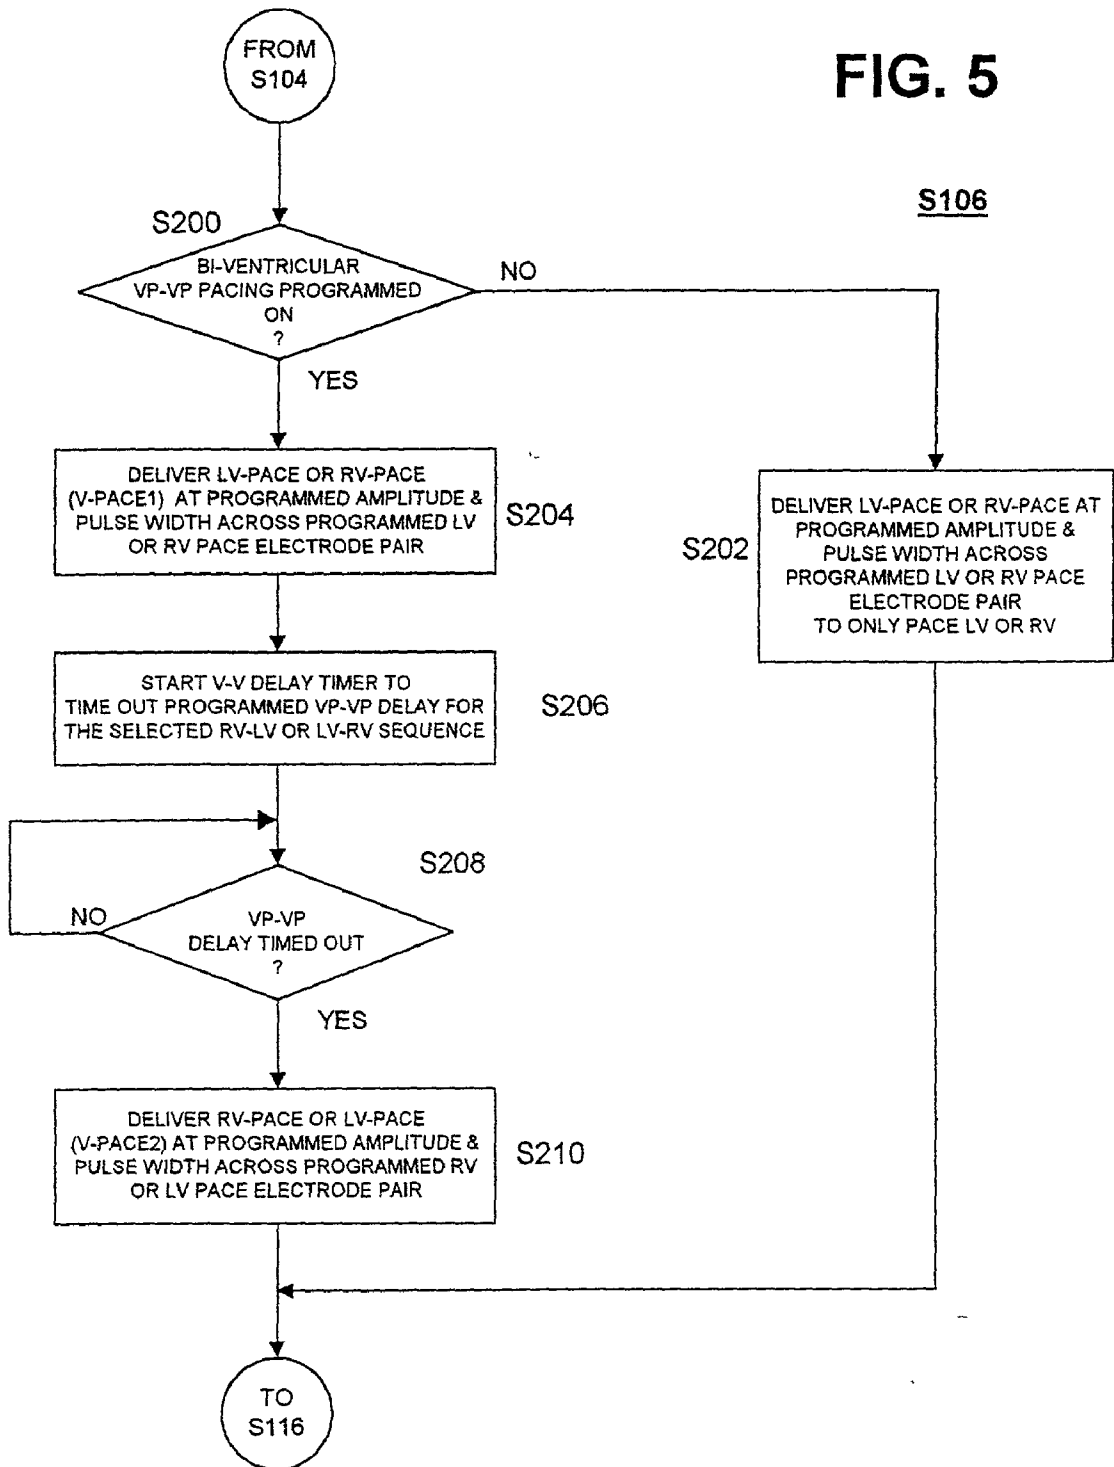 FROM
S104
FIG. 5
S106
S200
BI-VENTRICULAR
VP-VP PACING PROGRAMMED
ON
?
NO
YES
DELIVER LV-PACE OR RV-PACE
(V-PACE1) AT PROGRAMMED AMPLITUDE &
PULSE WIDTH ACROSS PROGRAMMED LV
OR RV PACE ELECTRODE PAIR
S204
S202
DELIVER LV-PACE OR RV-PACE AT
PROGRAMMED AMPLITUDE &
PULSE WIDTH ACROSS
PROGRAMMED LV OR RV PACE
ELECTRODE PAIR
TO ONLY PACE LV OR RV
START V-V DELAY TIMER TO
TIME OUT PROGRAMMED VP-VP DELAY FOR
THE SELECTED RV-LV OR LV-RV SEQUENCE
S206
S208
NO
VP-VP
DELAY TIMED OUT
?
YES
DELIVER RV-PACE OR LV-PACE
(V-PACE2) AT PROGRAMMED AMPLITUDE &
PULSE WIDTH ACROSS PROGRAMMED RV
OR LV PACE ELECTRODE PAIR
S210
TO
S116